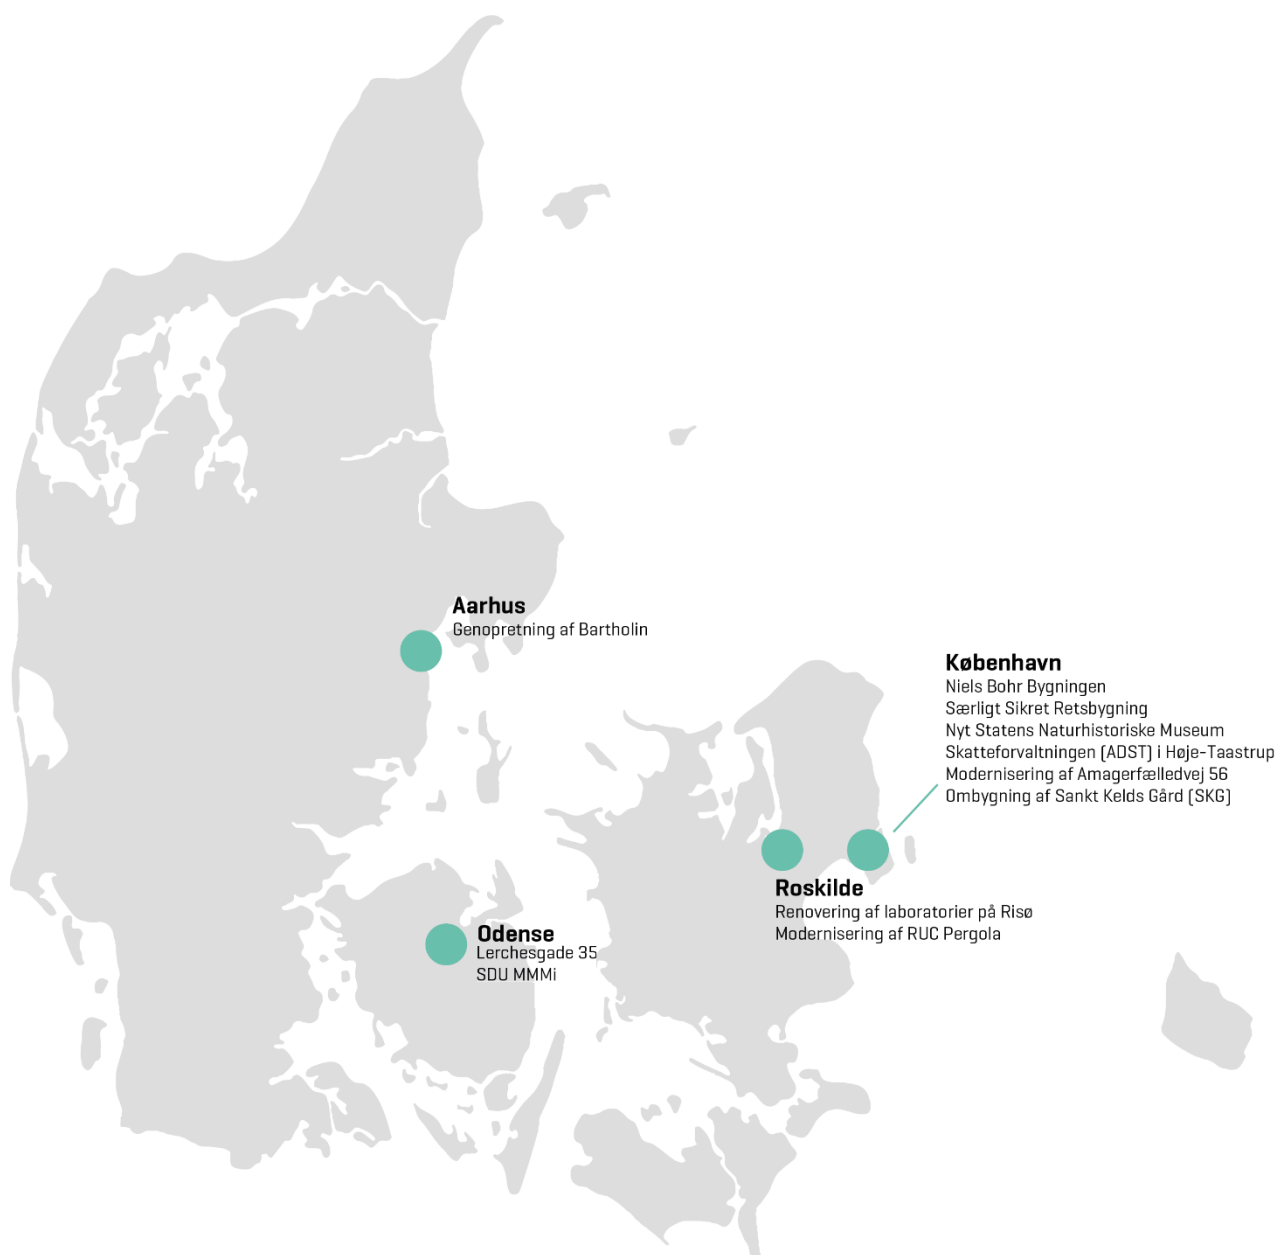 Aarhus
Genopretning af Bartholin
København
Niels Bohr Bygningen
Særligt Sikret Retsbygning
Nyt Statens Naturhistoriske Museum
Skatteforvaltningen (ADST) i Høje-Taastrup
Modernisering af Amagerfælledvej 56
Ombygning af Sankt Kelds Gård (SKG)
Roskilde
Renovering af laboratorier på Risø
Modernisering af RUC Pergola
Odense
Lerchesgade 35
SDU MMMi